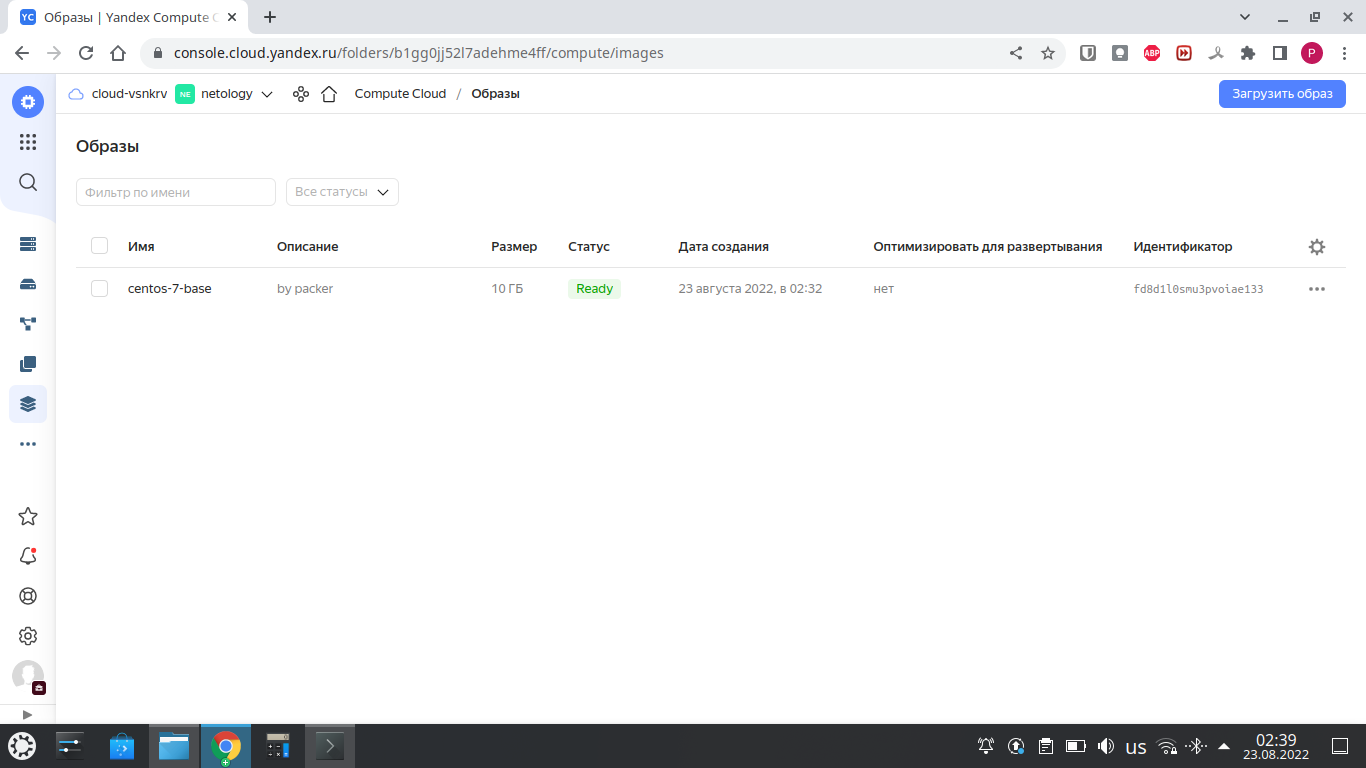 YC Образы | Yandex Compute C
console.cloud.yandex.ru/folders/b1gg0jj52l7adehme4ff/compute/images
ABP
P
cloud-vsnkrv NE netology Compute Cloud / Образы
Загрузить образ
Образы
Фильтр по имени Все статусы
Имя Описание Размер Статус Дата создания Оптимизировать для развертывания Идентификатор
centos-7-base by packer 10 ГБ Ready 23 августа 2022, в 02:32 нет fd8d1l0smu3pvoiae133
us 02:39
23.08.2022